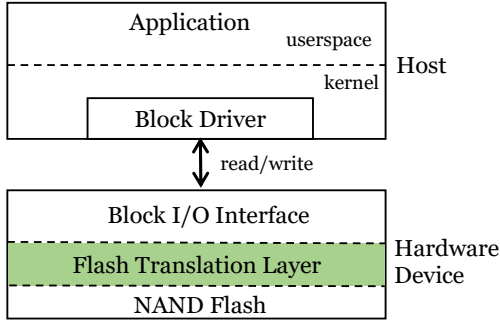 Application
userspace
Host
kernel
Block Driver
read/write
Block I/O Interface
Hardware
Device
Flash Translation Layer
NAND Flash